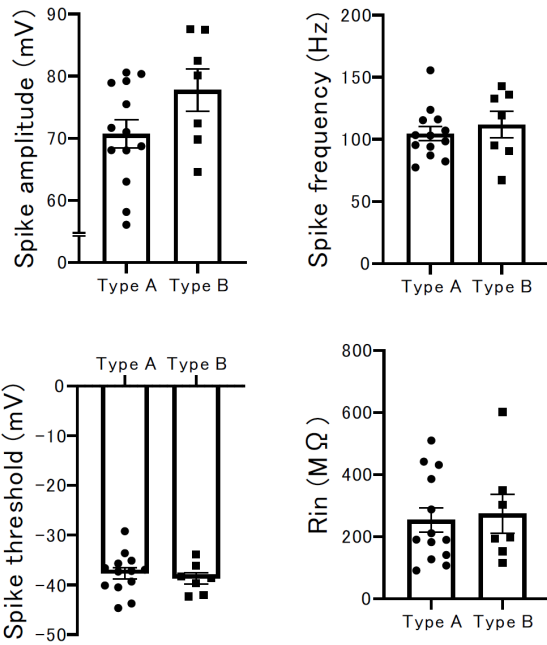 Spike amplitude (mV)
90
80
70
60
0
Type A Type B
Spike frequency (Hz)
200
150
100
50
0
Type A Type B
Spike threshold (mV)
Type A Type B
0
-10
-20
-30
-40
-50
Rin (MΩ)
800
600
400
200
0
Type A Type B